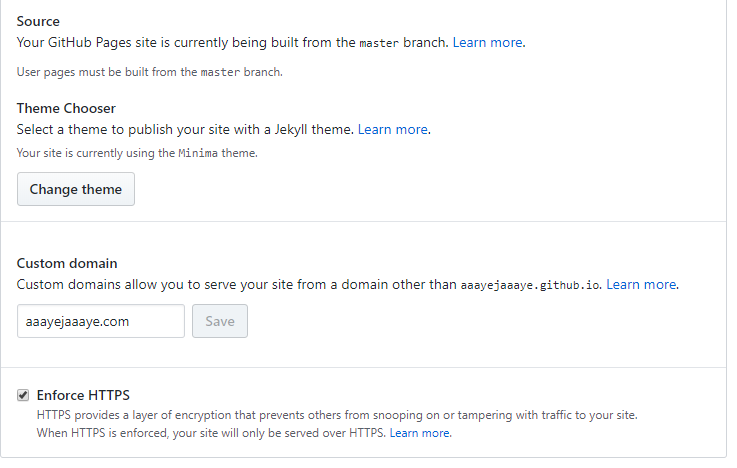 Source
Your GitHub Pages site is currently being built from the master branch. Learn more.
User pages must be built from the master branch.
Theme Chooser
Select a theme to publish your site with a Jekyll theme. Learn more.
Your site is currently using the Minima theme.
Change theme
Custom domain
Custom domains allow you to serve your site from a domain other than aaayejaaaye.github.io. Learn more.
aaayejaaaye.com Save
Enforce HTTPS
HTTPS provides a layer of encryption that prevents others from snooping on or tampering with traffic to your site.
When HTTPS is enforced, your site will only be served over HTTPS. Learn more.